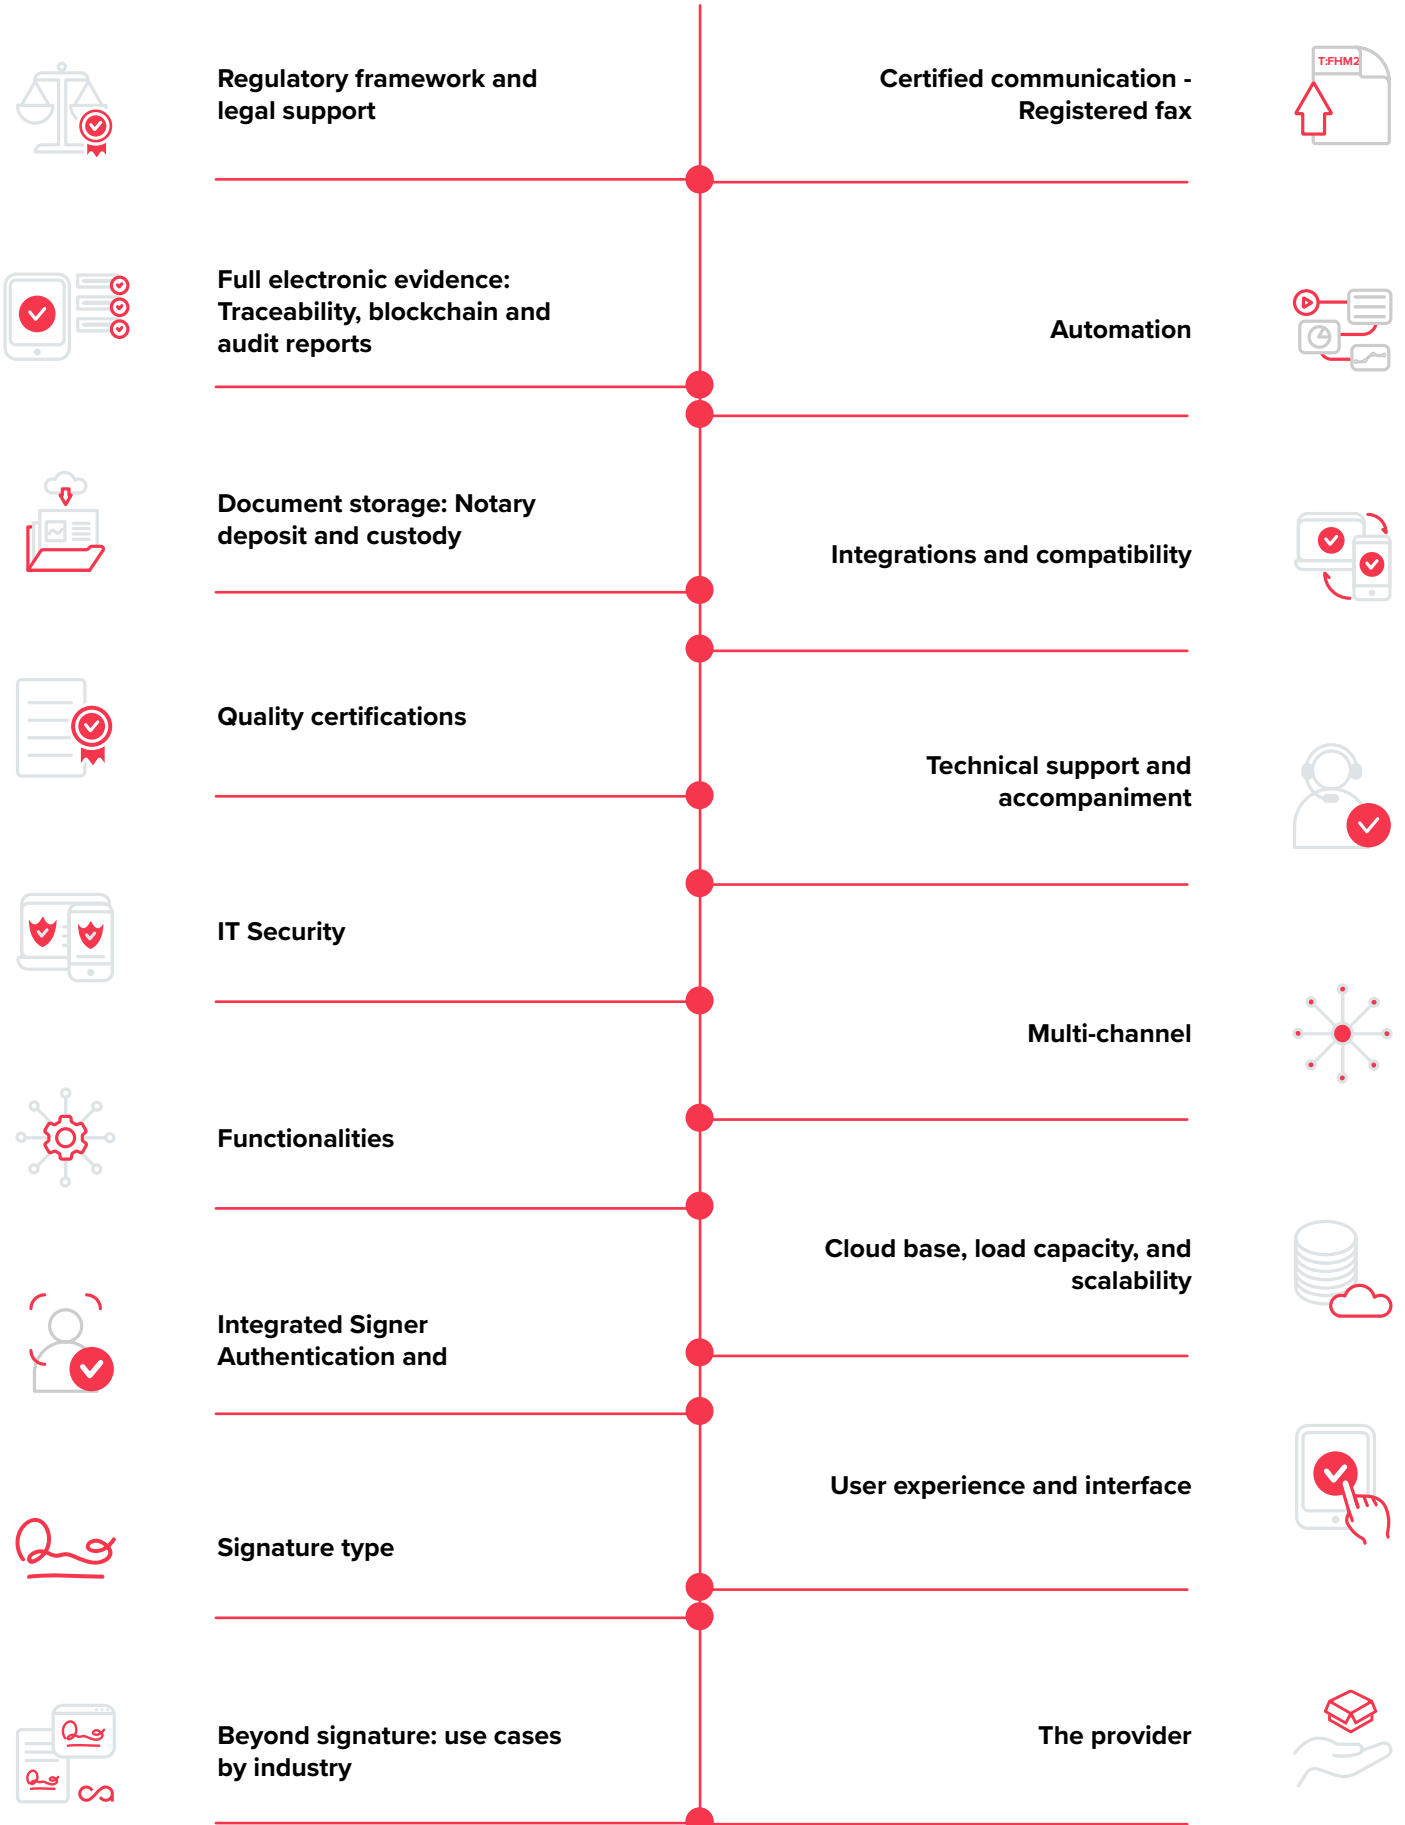 Regulatory framework and
legal support
Full electronic evidence:
Traceability, blockchain and
audit reports
Document storage: Notary
deposit and custody
Quality certifications
IT Security
Functionalities
Integrated Signer
Authentication and
Signature type
Beyond signature: use cases
by industry
Certified communication -
Registered fax
T:FHM2
Automation
Integrations and compatibility
Technical support and
accompaniment
Multi-channel
Cloud base, load capacity, and
scalability
User experience and interface
The provider